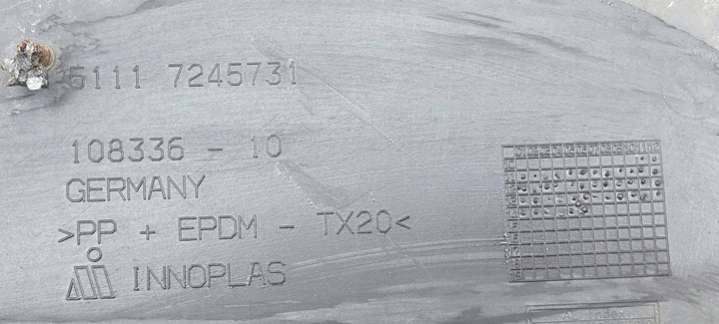 5111 7245731
108336 - 10
GERMANY
>PP + EPDM - TX20<
INNOPLAS